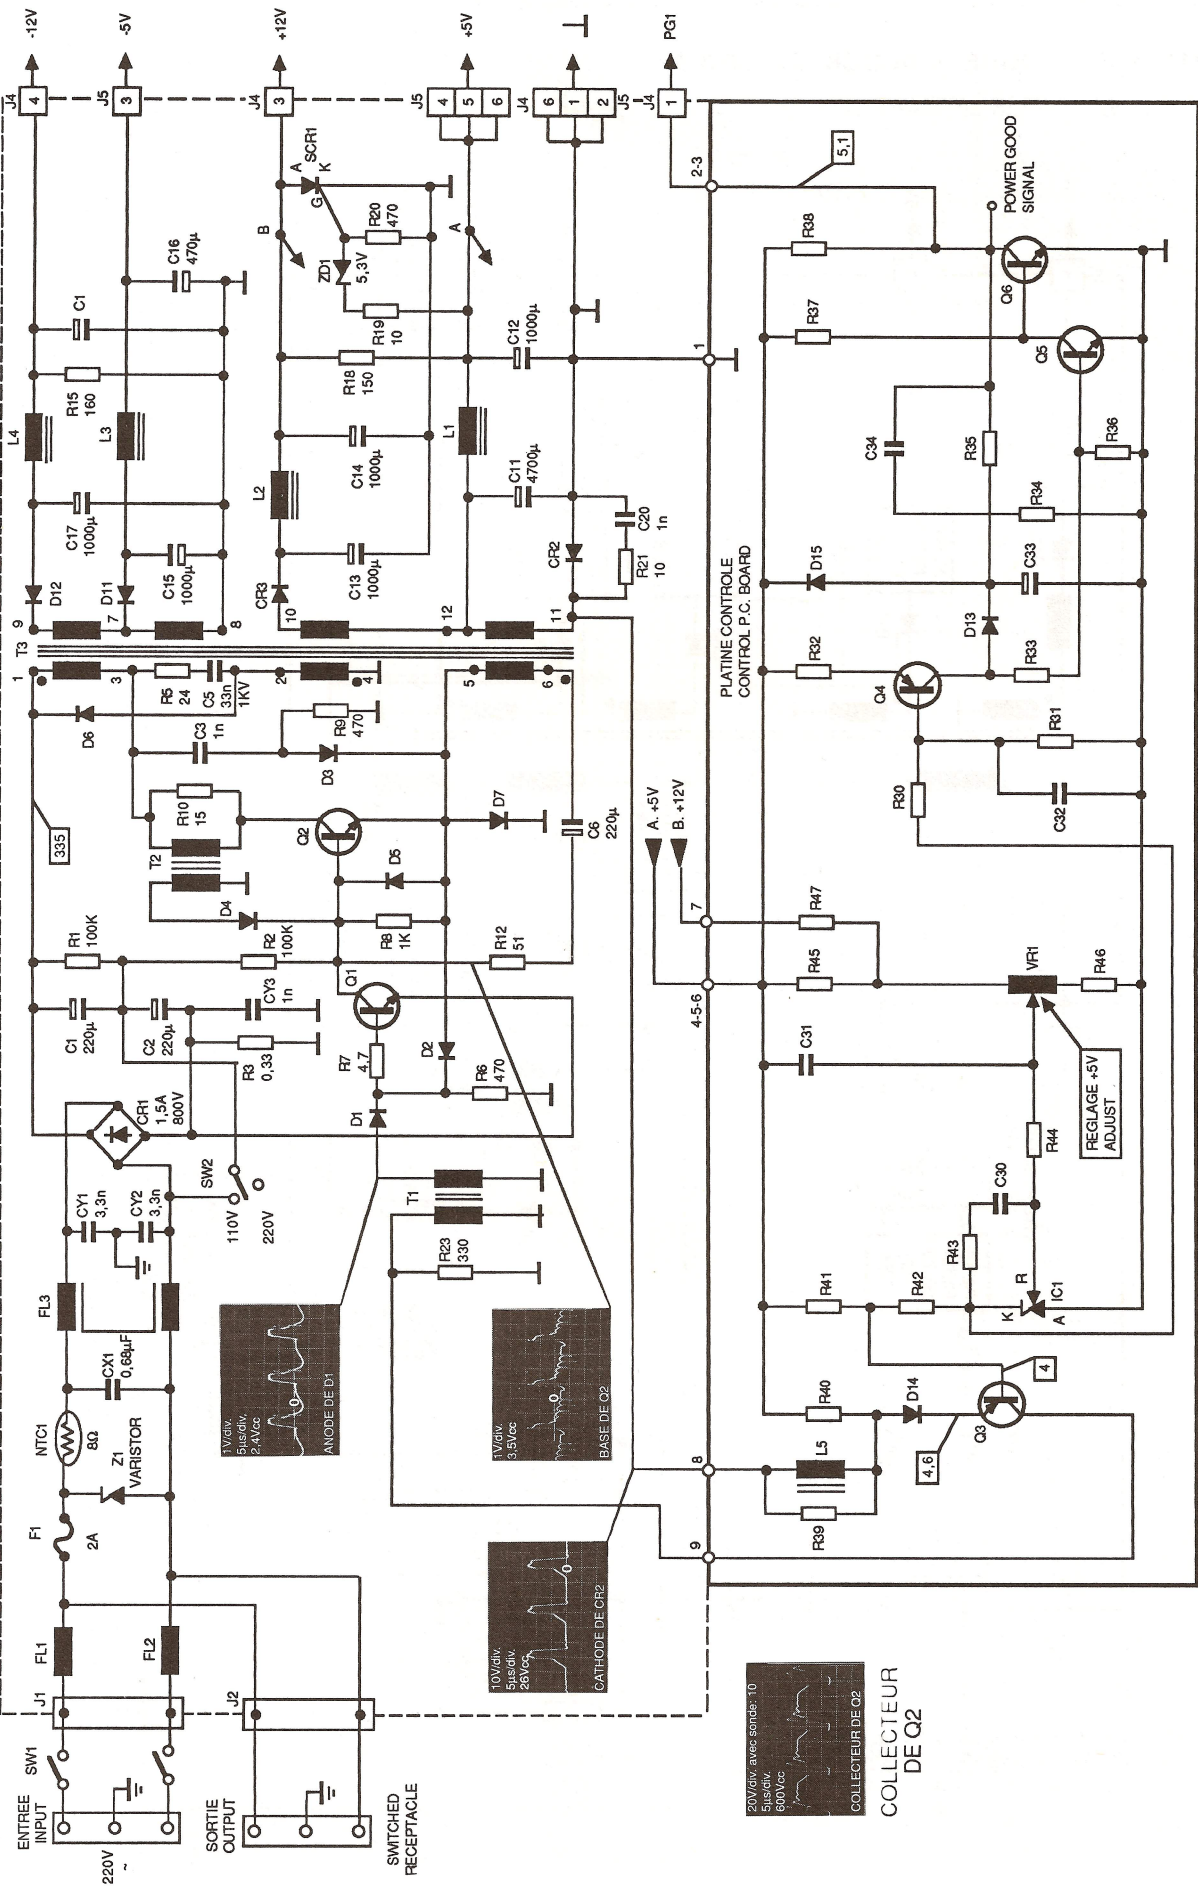 ENTREE
INPUT
220V
~
SW1
J1
FL1
FL2
F1
2A
Z1
VARISTOR
NTC1
8Ω
CX1
0,68µF
FL3
CY1
3,3n
CY2
3,3n
CR1
1,5A
800V
SW2
110V
220V
SORTIE
OUTPUT
J2
SWITCHED
RECEPTACLE
C1
220µ
C2
220µ
R3
0,33
CY3
1n
R1
100K
R2
100K
335
D4
T2
R10
15
D6
C3
1n
R5
24
C5
33n
1KV
T3
1
3
2
4
5
6
9
7
8
10
12
11
Q1
Q2
R8
1K
D5
D7
D3
R9
470
R7
4,7
D1
D2
R6
470
R12
51
C6
220µ
T1
R23
330
1V/div.
5µs/div.
2,4Vcc
0
ANODE DE D1
1V/div.
3,5Vcc
0
BASE DE Q2
10V/div.
5µs/div.
26Vcc
0
CATHODE DE CR2
20V/div. avec sonde: 10
5µs/div.
600Vcc
COLLECTEUR DE Q2
COLLECTEUR
DE Q2
D12
D11
C17
1000µ
C15
1000µ
L4
L3
R15
160
C1
C16
470µ
J4
4
-12V
J5
3
-5V
CR3
C13
1000µ
L2
C14
1000µ
R18
150
R19
10
ZD1
5,3V
R20
470
B
G
A
K
SCR1
J4
3
+12V
L1
C11
4700µ
C12
1000µ
A
J5
4
5
6
+5V
CR2
R21
10
C20
1n
J4
6
1
2
J5
J4
1
PG1
PLATINE CONTROLE
CONTROL P.C. BOARD
A. +5V
B. +12V
9
8
4-5-6
7
1
2-3
5,1
R39
L5
R40
D14
4,6
Q3
4
R41
R42
R43
C30
K
R
A
IC1
R44
C31
REGLAGE +5V
ADJUST
R45
R47
VR1
R46
R30
C32
R31
Q4
R32
R33
D13
D15
C33
R34
C34
R35
R36
Q5
R37
Q6
R38
POWER GOOD
SIGNAL